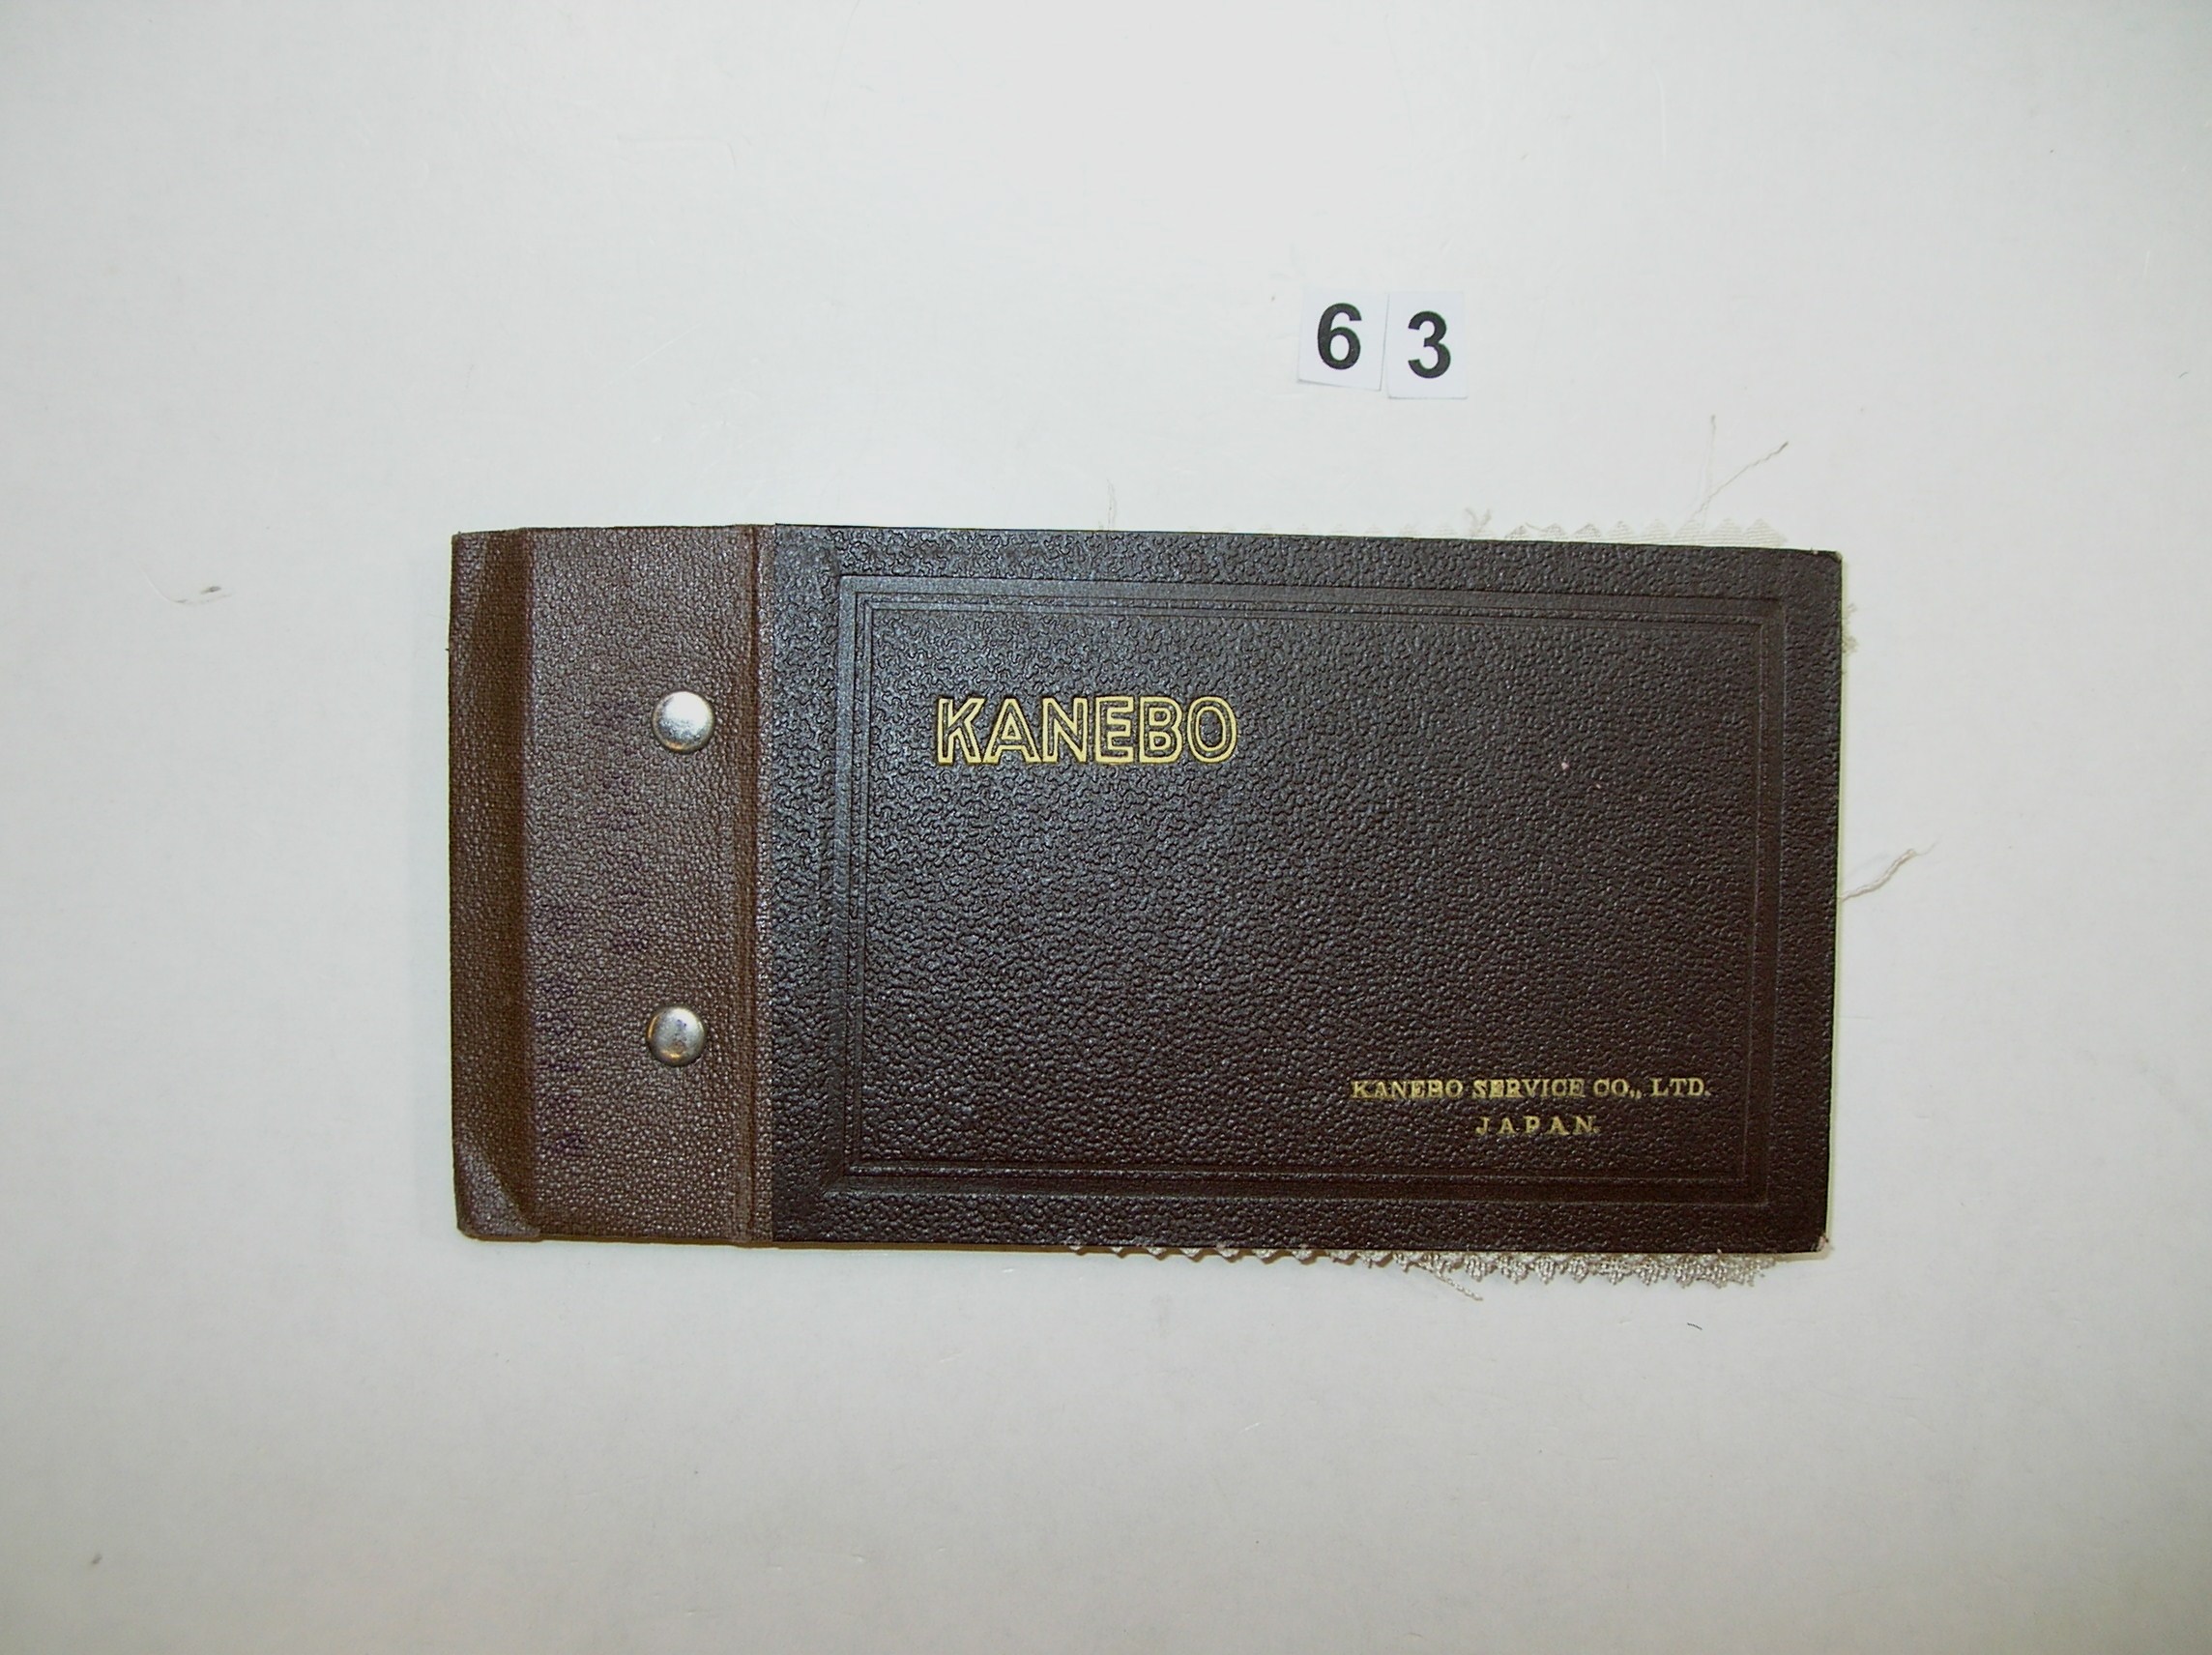 63
KANEBO
KANEBO SERVICE CO., LTD.
JAPAN.